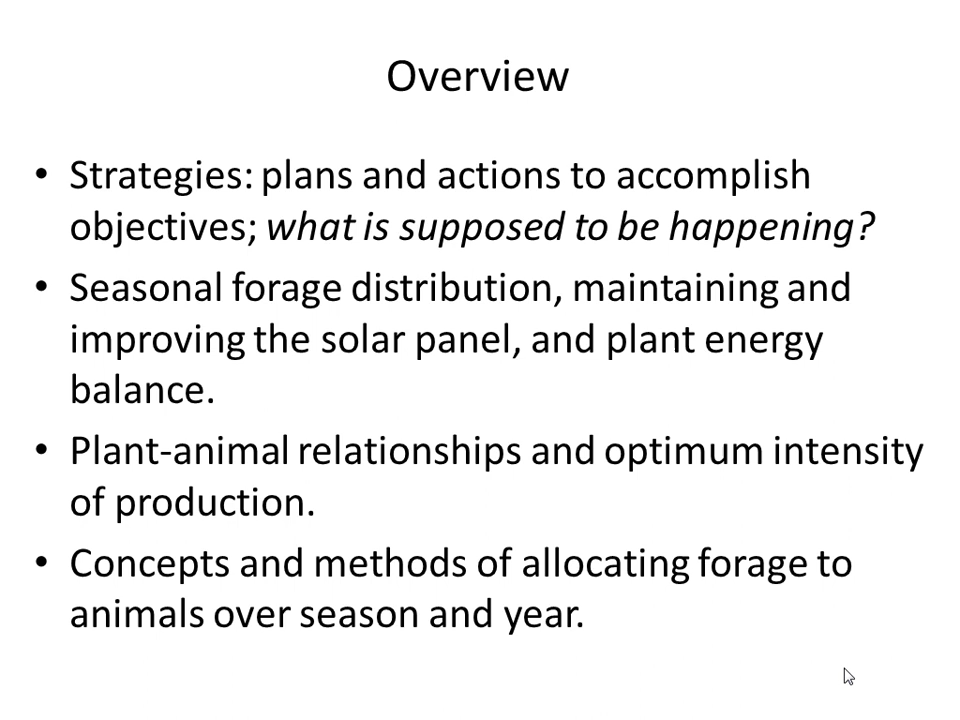 Overview
• Strategies: plans and actions to accomplish
objectives; what is supposed to be happening?
• Seasonal forage distribution, maintaining and
improving the solar panel, and plant energy
balance.
• Plant-animal relationships and optimum intensity
of production.
• Concepts and methods of allocating forage to
animals over season and year.